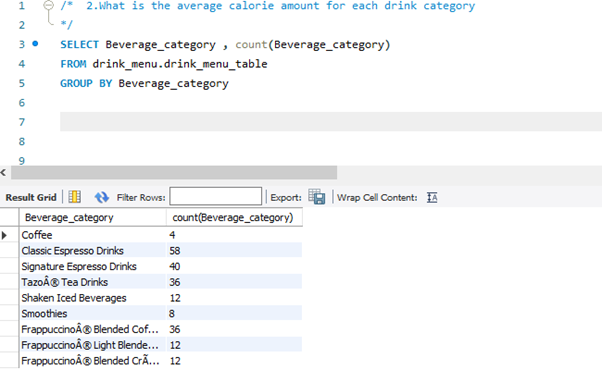 1 /* 2.What is the average calorie amount for each drink category
2 */
3 SELECT Beverage_category , count(Beverage_category)
4 FROM drink_menu.drink_menu_table
5 GROUP BY Beverage_category
6
7
8
9
Result Grid Filter Rows: Export: Wrap Cell Content:
Beverage_category count(Beverage_category)
Coffee 4
Classic Espresso Drinks 58
Signature Espresso Drinks 40
TazoÂ® Tea Drinks 36
Shaken Iced Beverages 12
Smoothies 8
FrappuccinoÂ® Blended Cof... 36
FrappuccinoÂ® Light Blende... 12
FrappuccinoÂ® Blended CrÃ... 12